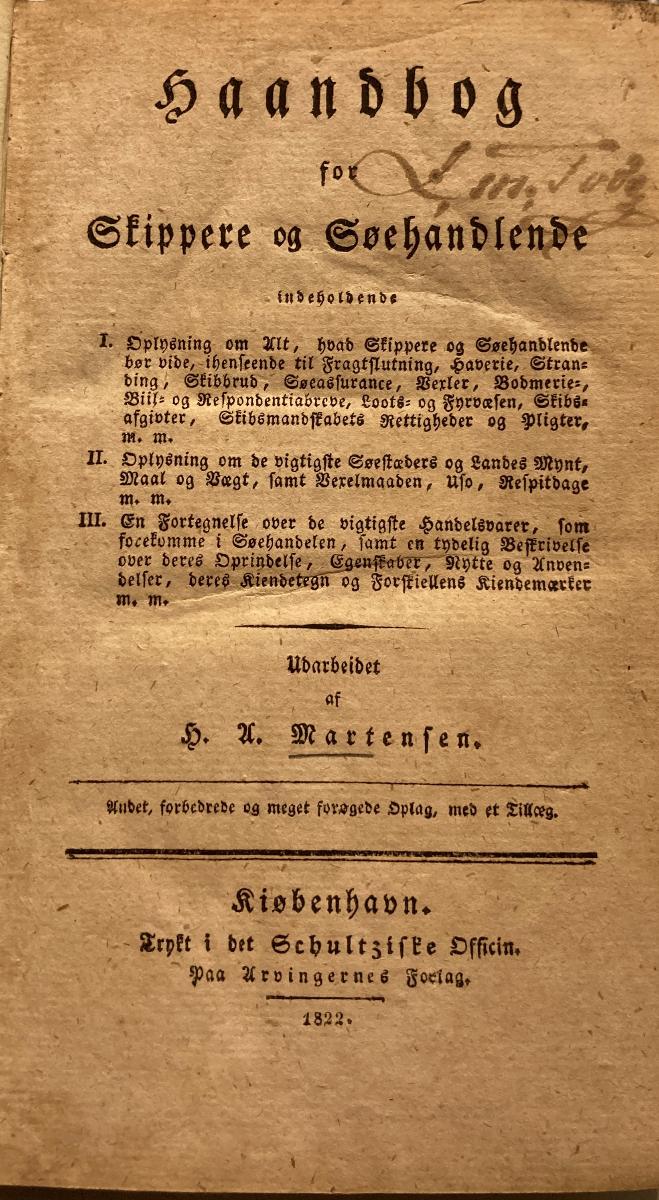 Haandbog
for
Skippere og Søehandlende
indeholdende
I. Oplysning om Alt, hvad Skippere og Søehandlende
bør vide, ihenseende til Fragtslutning, Haverie, Stran-
ding, Skibbrud, Søeassurance, Vexler, Bodmerie-,
Biil- og Respondentiabreve, Loots- og Fyrvæsen, Skibs-
afgivter, Skibsmandskabets Rettigheder og Pligter,
m. m.
II. Oplysning om de vigtigste Søestæders og Landes Mynt,
Maal og Vægt, samt Vexelmaaden, Uso, Respitdage
m. m.
III. En Fortegnelse over de vigtigste Handelsvarer, som
forekomme i Søehandelen, samt en tydelig Beskrivelse
over deres Oprindelse, Egenskaber, Nytte og Anven-
delser, deres Kiendetegn og Forskiellens Kiendemærker
m. m.
Udarbeidet
af
H. A. Martensen.
Andet, forbedrede og meget forøgede Oplag, med et Tillæg.
Kiøbenhavn.
Trykt i det Schultziske Officin.
Paa Arvingernes Forlag.
1822.